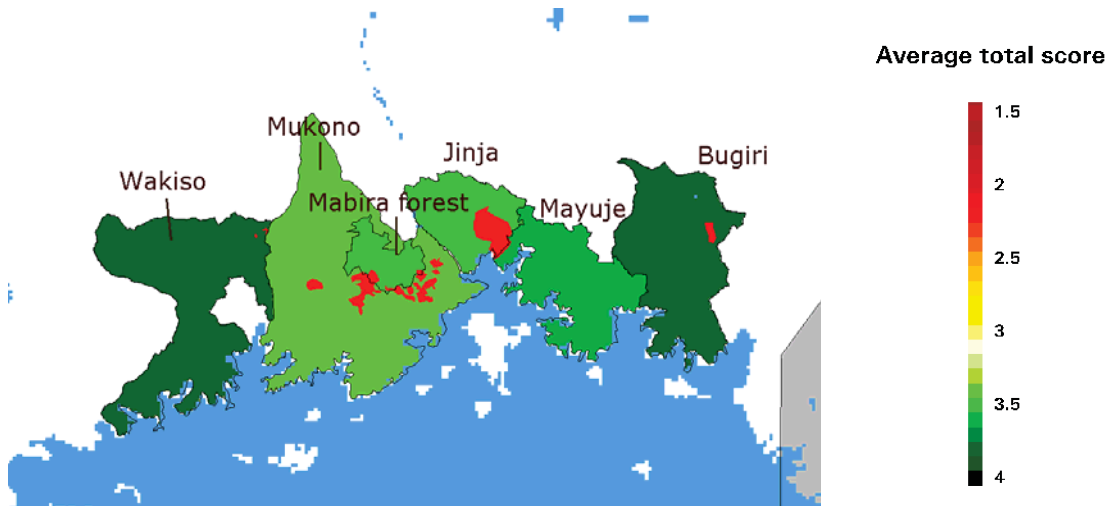 Average total score
Mukono
Jinja
Bugiri
Wakiso
Mabira forest
Mayuje
1.5
2
2.5
3
3.5
4